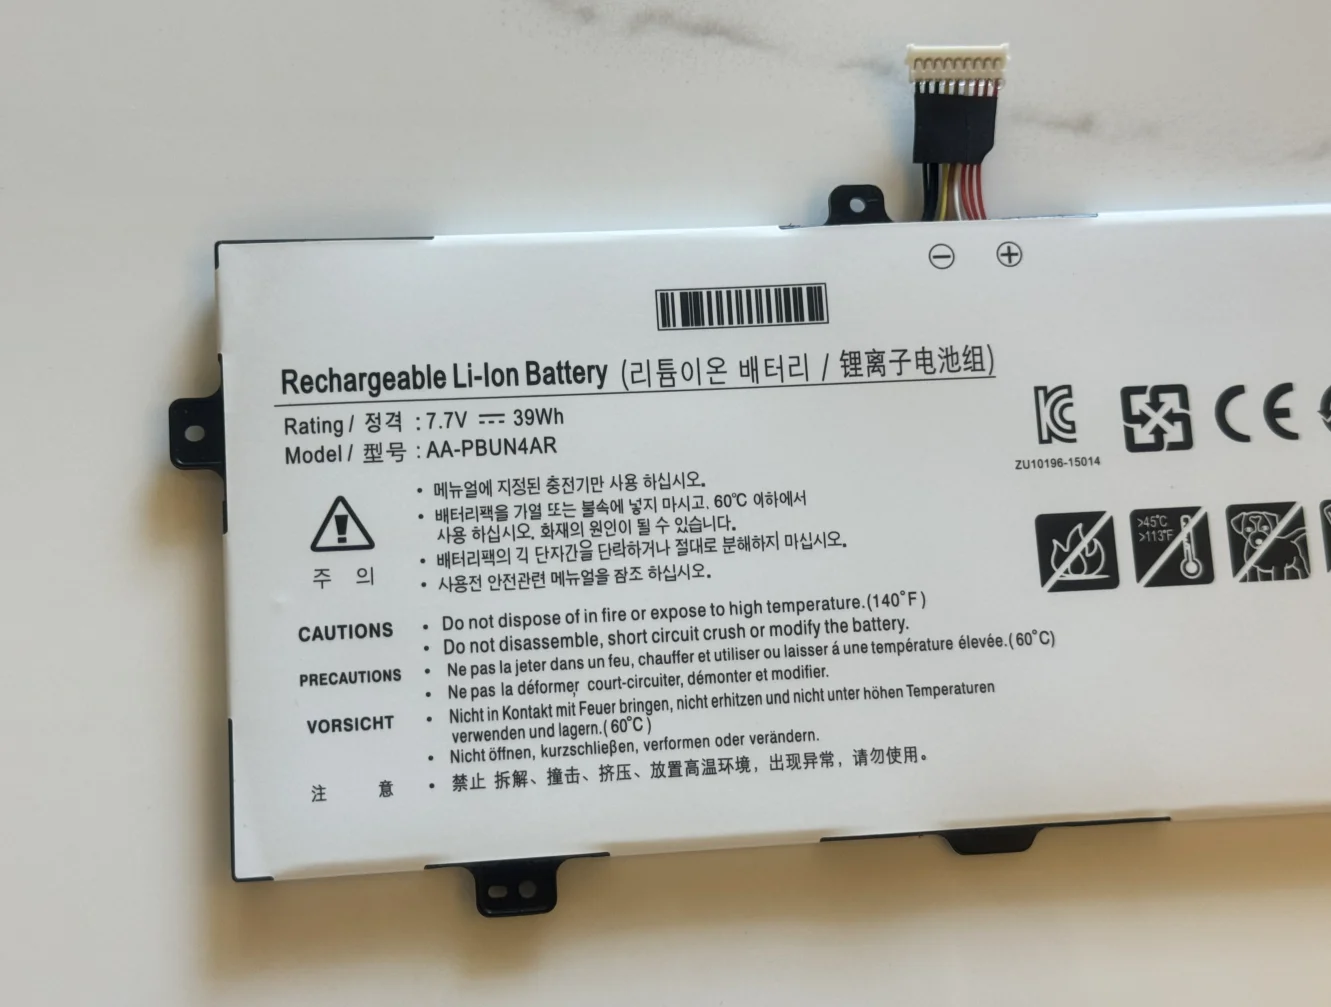 ⊖ ⊕
Rechargeable Li-Ion Battery (리튬이온 배터리 / 锂离子电池组)
Rating / 정격 : 7.7V ⎓ 39Wh
Model / 型号 : AA-PBUN4AR
ZU10196-15014
CE
>45°C
>113°F
• 메뉴얼에 지정된 충전기만 사용 하십시오.
• 배터리팩을 가열 또는 불속에 넣지 마시고. 60℃ 이하에서
사용 하십시오. 화재의 원인이 될 수 있습니다.
• 배터리팩의 긱 단자간을 단락하거나 절대로 분해하지 마십시오.
• 사용전 안전관련 메뉴얼을 잠조 하십시오.
주 의
CAUTIONS
• Do not dispose of in fire or expose to high temperature.(140°F)
• Do not disassemble, short circuit crush or modify the battery.
PRECAUTIONS
• Ne pas la jeter dans un feu, chauffer et utiliser ou laisser á une température élevée.(60°C)
• Ne pas la déformer, court-circuiter, démonter et modifier.
VORSICHT
• Nicht in Kontakt mit Feuer bringen, nicht erhitzen und nicht unter höhen Temperaturen
verwenden und lagern.(60°C)
• Nicht öffnen, kurzschließen, verformen oder verändern.
注 意
• 禁止 拆解、撞击、挤压、放置高温环境，出现异常，请勿使用。